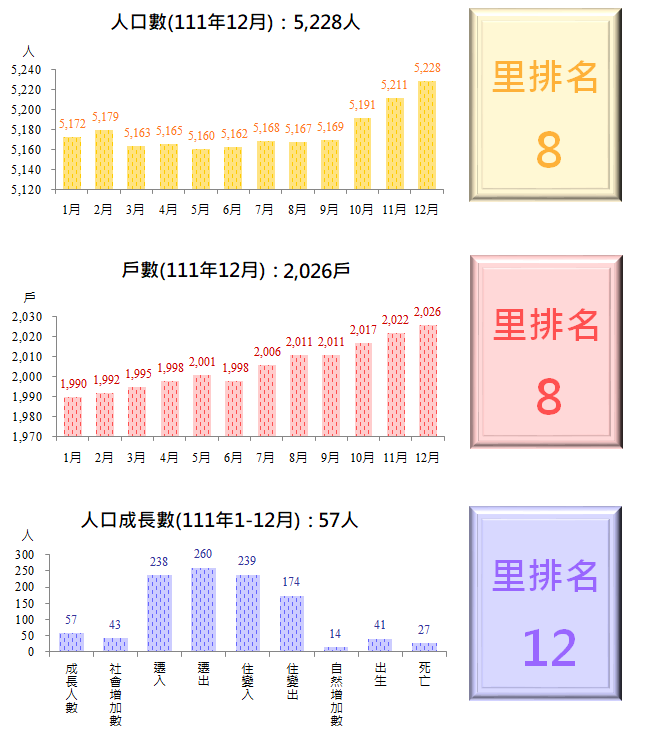 人口數(111年12月)：5,228人
人
5,240
5,220
5,200
5,180
5,160
5,140
5,120
5,172
5,179
5,163
5,165
5,160
5,162
5,168
5,167
5,169
5,191
5,211
5,228
1月 2月 3月 4月 5月 6月 7月 8月 9月 10月 11月 12月
里排名
8
戶數(111年12月)：2,026戶
戶
2,030
2,020
2,010
2,000
1,990
1,980
1,970
1,990
1,992
1,995
1,998
2,001
1,998
2,006
2,011
2,011
2,017
2,022
2,026
1月 2月 3月 4月 5月 6月 7月 8月 9月 10月 11月 12月
里排名
8
人口成長數(111年1-12月)：57人
人
300
250
200
150
100
50
0
57
43
238
260
239
174
14
41
27
成長人數
社會增加數
遷入
遷出
住變入
住變出
自然增加數
出生
死亡
里排名
12